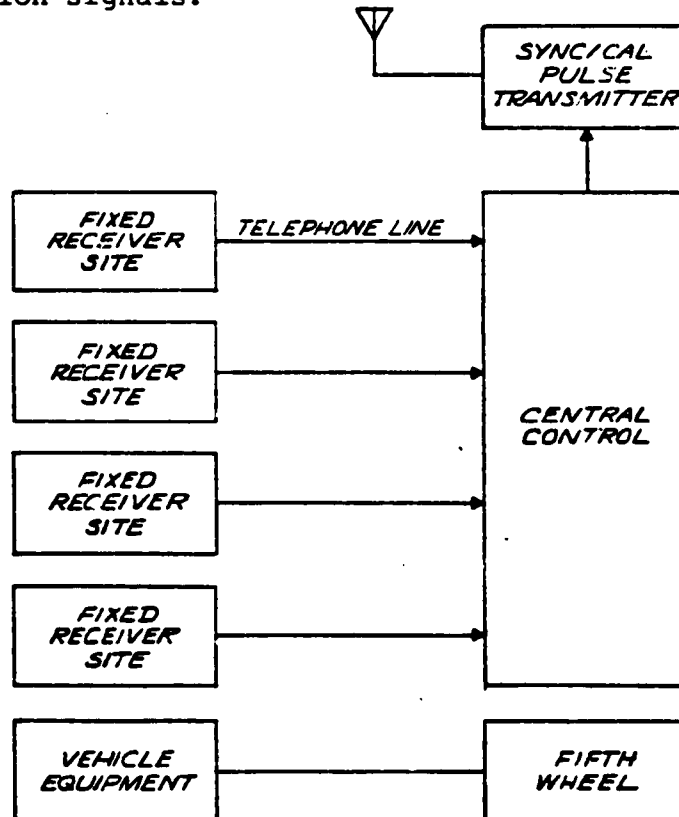 ion signals.
SYNC/CAL
PULSE
TRANSMITTER
FIXED
RECEIVER
SITE
TELEPHONE LINE
FIXED
RECEIVER
SITE
CENTRAL
CONTROL
FIXED
RECEIVER
SITE
FIXED
RECEIVER
SITE
VEHICLE
EQUIPMENT
FIFTH
WHEEL